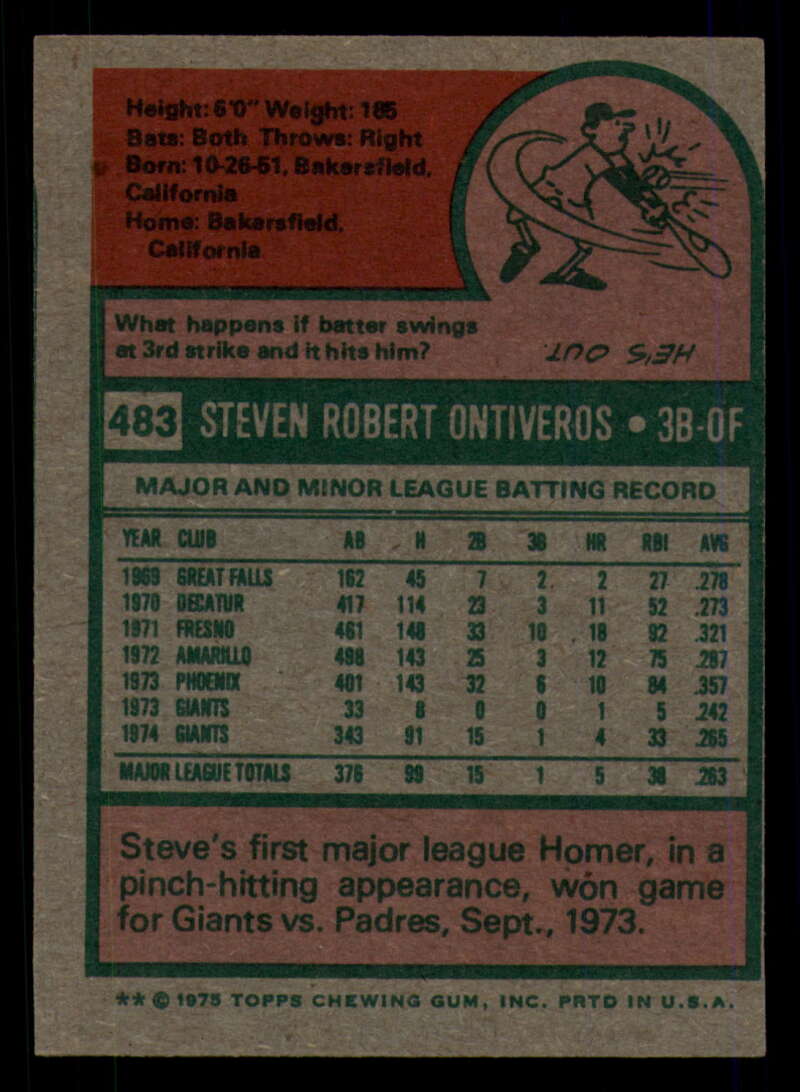 Height: 6'0" Weight: 185
Bats: Both Throws: Right
Born: 10-26-51, Bakersfield,
California
Home: Bakersfield,
California
What happens if batter swings
at 3rd strike and it hits him?
HE'S OUT
483 STEVEN ROBERT ONTIVEROS • 3B-OF
MAJOR AND MINOR LEAGUE BATTING RECORD
YEAR CLUB AB H 2B 3B HR RBI AVG
1969 GREAT FALLS 162 45 7 2 2 27 .278
1970 DECATUR 417 114 23 3 11 52 .273
1971 FRESNO 461 148 33 10 18 92 .321
1972 AMARILLO 498 143 25 3 12 75 .287
1973 PHOENIX 401 143 32 6 10 84 .357
1973 GIANTS 33 8 0 0 1 5 .242
1974 GIANTS 343 91 15 1 4 33 .265
MAJOR LEAGUE TOTALS 376 99 15 1 5 38 .263
Steve's first major league Homer, in a
pinch-hitting appearance, won game
for Giants vs. Padres, Sept., 1973.
** © 1975 TOPPS CHEWING GUM, INC. PRTD IN U.S.A.